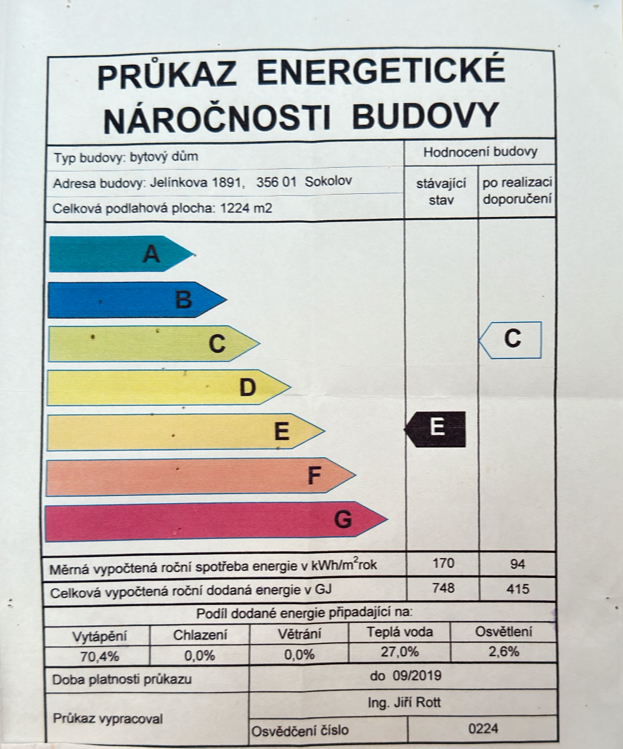 PRŮKAZ ENERGETICKÉ
NÁROČNOSTI BUDOVY
Typ budovy: bytový dům
Hodnocení budovy
Adresa budovy: Jelínkova 1891, 356 01 Sokolov
stávající stav
po realizaci doporučení
Celková podlahová plocha: 1224 m2
A
B
C
C
D
E
E
F
G
Měrná vypočtená roční spotřeba energie v kWh/m²rok 170 94
Celková vypočtená roční dodaná energie v GJ 748 415
Podíl dodané energie připadající na:
Vytápění Chlazení Větrání Teplá voda Osvětlení
70,4% 0,0% 0,0% 27,0% 2,6%
Doba platnosti průkazu do 09/2019
Průkaz vypracoval
Ing. Jiří Rott
Osvědčení číslo 0224